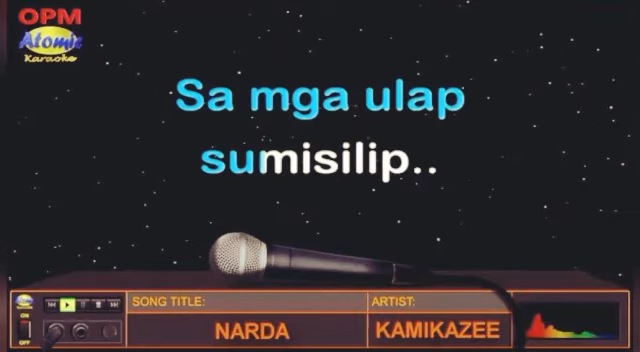 OPM
Atomic
Karaoke
Sa mga ulap
sumisilip..
ON
OFF
SONG TITLE:
NARDA
ARTIST:
KAMIKAZEE